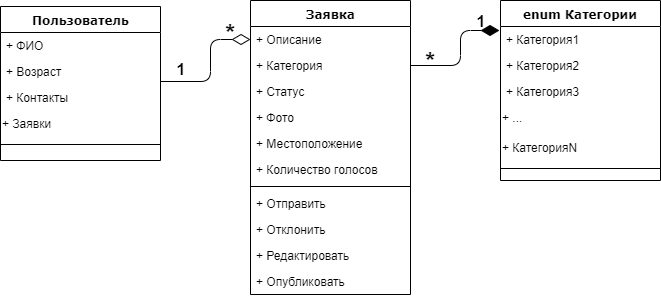 Пользователь
+ ФИО
+ Возраст
+ Контакты
+ Заявки
1
*
Заявка
+ Описание
+ Категория
+ Статус
+ Фото
+ Местоположение
+ Количество голосов
+ Отправить
+ Отклонить
+ Редактировать
+ Опубликовать
*
1
enum Категории
+ Категория1
+ Категория2
+ Категория3
+ ...
+ КатегорияN